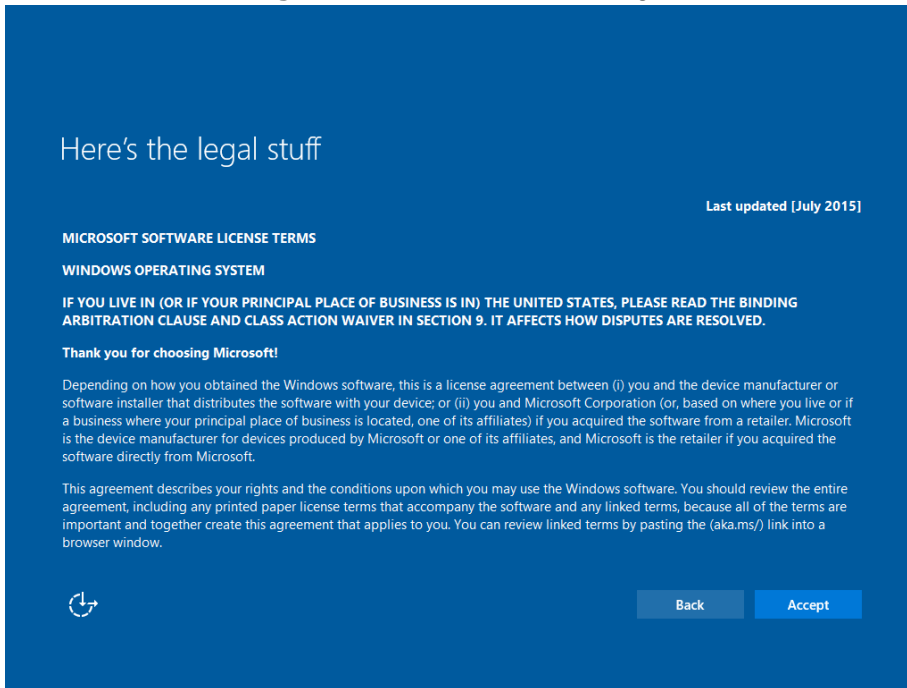 Here's the legal stuff
Last updated [July 2015]
MICROSOFT SOFTWARE LICENSE TERMS
WINDOWS OPERATING SYSTEM
IF YOU LIVE IN (OR IF YOUR PRINCIPAL PLACE OF BUSINESS IS IN) THE UNITED STATES, PLEASE READ THE BINDING
ARBITRATION CLAUSE AND CLASS ACTION WAIVER IN SECTION 9. IT AFFECTS HOW DISPUTES ARE RESOLVED.
Thank you for choosing Microsoft!
Depending on how you obtained the Windows software, this is a license agreement between (i) you and the device manufacturer or
software installer that distributes the software with your device; or (ii) you and Microsoft Corporation (or, based on where you live or if
a business where your principal place of business is located, one of its affiliates) if you acquired the software from a retailer. Microsoft
is the device manufacturer for devices produced by Microsoft or one of its affiliates, and Microsoft is the retailer if you acquired the
software directly from Microsoft.
This agreement describes your rights and the conditions upon which you may use the Windows software. You should review the entire
agreement, including any printed paper license terms that accompany the software and any linked terms, because all of the terms are
important and together create this agreement that applies to you. You can review linked terms by pasting the (aka.ms/) link into a
browser window.
Back
Accept